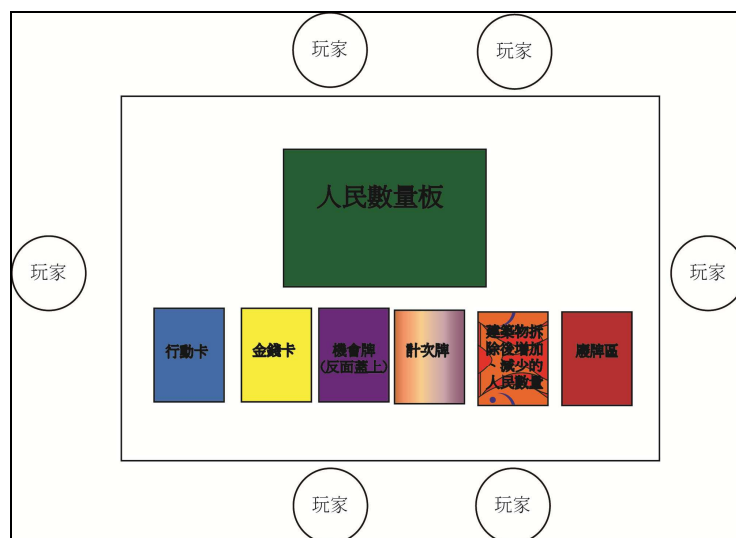 玩家
玩家
人民數量板
玩家
玩家
行動卡
金錢卡
機會牌
(反面蓋上)
計次牌
建築物拆
除後增加
、減少的
人民數量
廢牌區
玩家
玩家